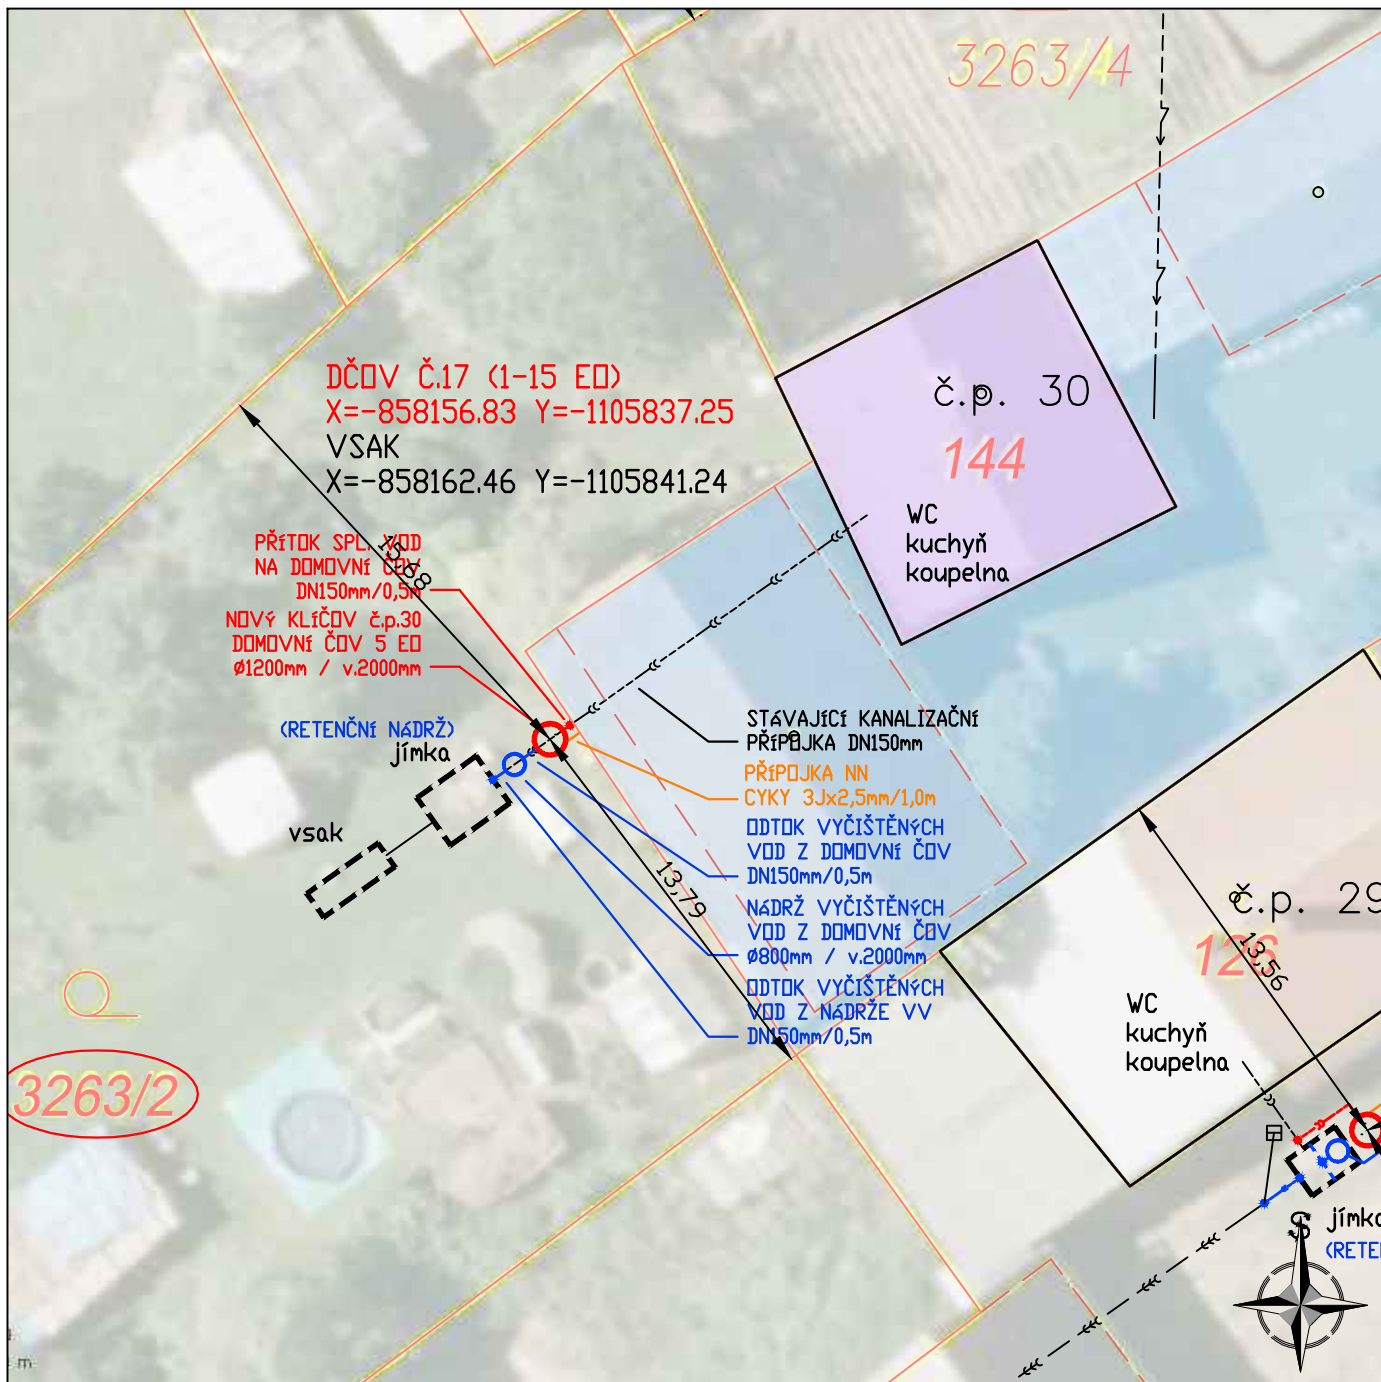 3263/4
DČOV Č.17 (1-15 EO)
X=-858156.83 Y=-1105837.25
VSAK
X=-858162.46 Y=-1105841.24
č.p. 30
144
WC
kuchyň
koupelna
PŘÍTOK SPL. VOD
NA DOMOVNÍ ČOV
DN150mm/0,5m
15,68
NOVÝ KLÍČOV č.p.30
DOMOVNÍ ČOV 5 EO
Ø1200mm / v.2000mm
(RETENČNÍ NÁDRŽ)
jímka
vsak
STÁVAJÍCÍ KANALIZAČNÍ
PŘÍPOJKA DN150mm
PŘÍPOJKA NN
CYKY 3Jx2,5mm/1,0m
ODTOK VYČIŠTĚNÝCH
VOD Z DOMOVNÍ ČOV
DN150mm/0,5m
13,79
NÁDRŽ VYČIŠTĚNÝCH
VOD Z DOMOVNÍ ČOV
Ø800mm / v.2000mm
ODTOK VYČIŠTĚNÝCH
VOD Z NÁDRŽE VV
DN150mm/0,5m
č.p. 29
126
13,56
WC
kuchyň
koupelna
3263/2
jímka
(RETE
S
m